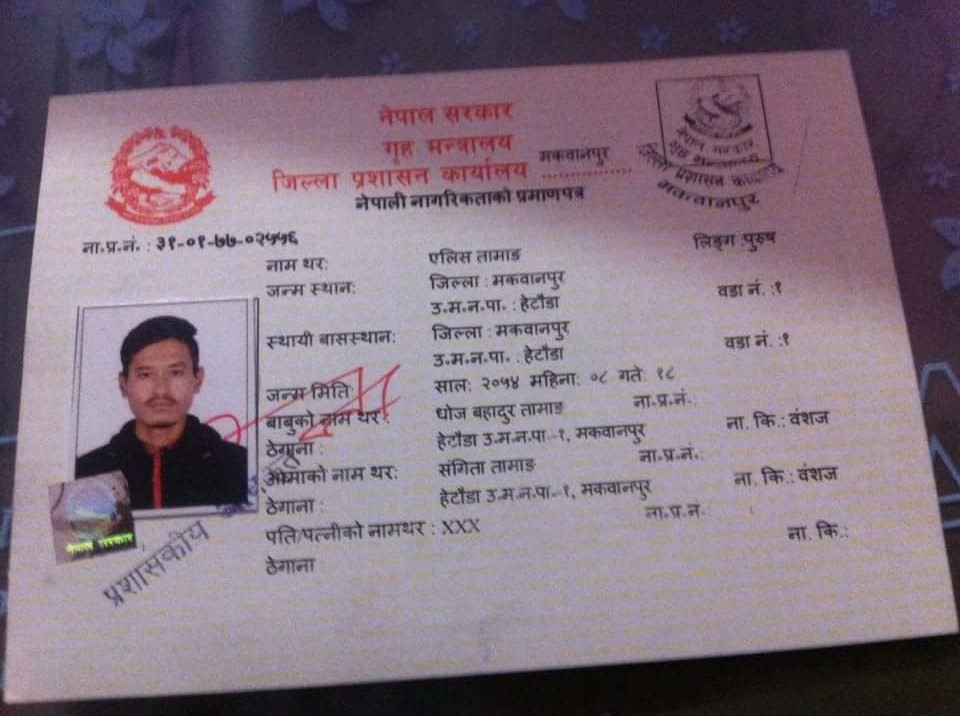 नेपाल सरकार
गृह मन्त्रालय
जिल्ला प्रशासन कार्यालय मकवानपुर
नेपाली नागरिकताको प्रमाणपत्र
नेपाल सरकार
गृह मन्त्रालय
जिल्ला प्रशासन कार्यालय
मकवानपुर
ना.प्र.नं. : ३१-०१-७७-०२५५६
लिङ्ग :पुरुष
नाम थर: एलिस तामाङ
जन्म स्थान: जिल्ला : मकवानपुर
उ.म.न.पा. : हेटौडा वडा नं. :१
स्थायी बासस्थान: जिल्ला : मकवानपुर
उ.म.न.पा. : हेटौडा वडा नं. :१
जन्म मिति: साल: २०५४ महिना: ०८ गते: १८
बाबुको नाम थर : धोज बहादुर तामाङ ना.प्र.नं.:
ठेगाना : हेटौडा उ.म.न.पा.-१, मकवानपुर ना. कि.: वंशज
आमाको नाम थर: संगिता तामाङ ना.प्र.नं.:
ठेगाना : हेटौडा उ.म.न.पा.-१, मकवानपुर ना. कि.: वंशज
पति/पत्नीको नामथर : XXX ना.प्र.न.:
ठेगाना ना. कि.:
नेपाल सरकार
प्रशासकीय